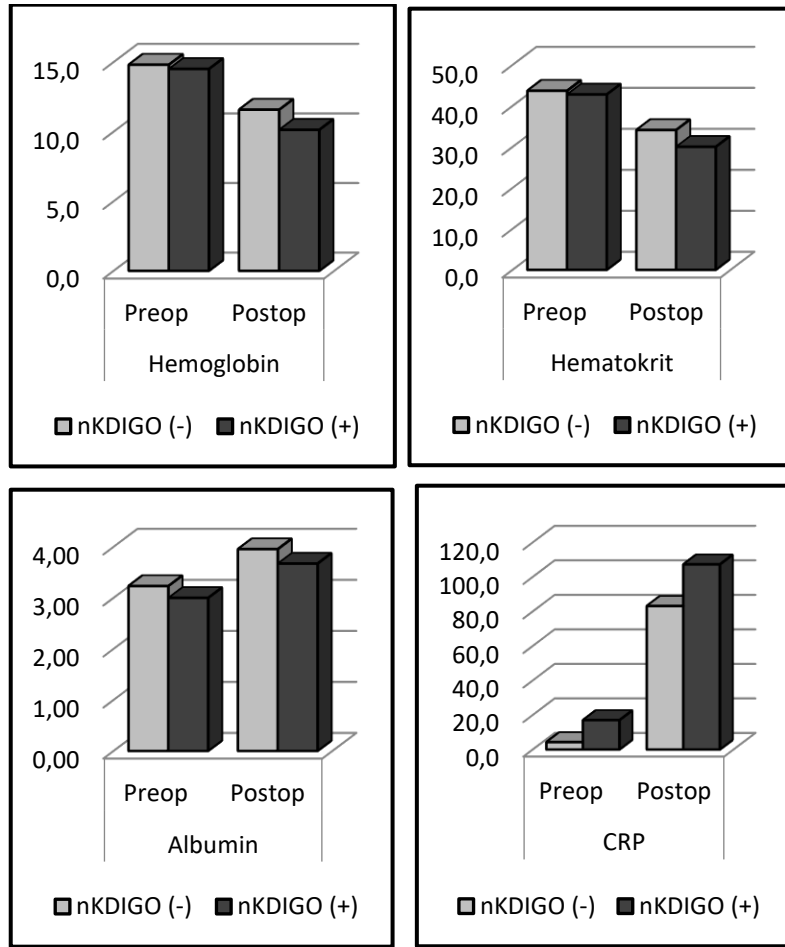 15,0
10,0
5,0
0,0
Preop Postop
Hemoglobin
nKDIGO (-) nKDIGO (+)
50,0
40,0
30,0
20,0
10,0
0,0
Preop Postop
Hematokrit
nKDIGO (-) nKDIGO (+)
4,00
3,00
2,00
1,00
0,00
Preop Postop
Albumin
nKDIGO (-) nKDIGO (+)
120,0
100,0
80,0
60,0
40,0
20,0
0,0
Preop Postop
CRP
nKDIGO (-) nKDIGO (+)